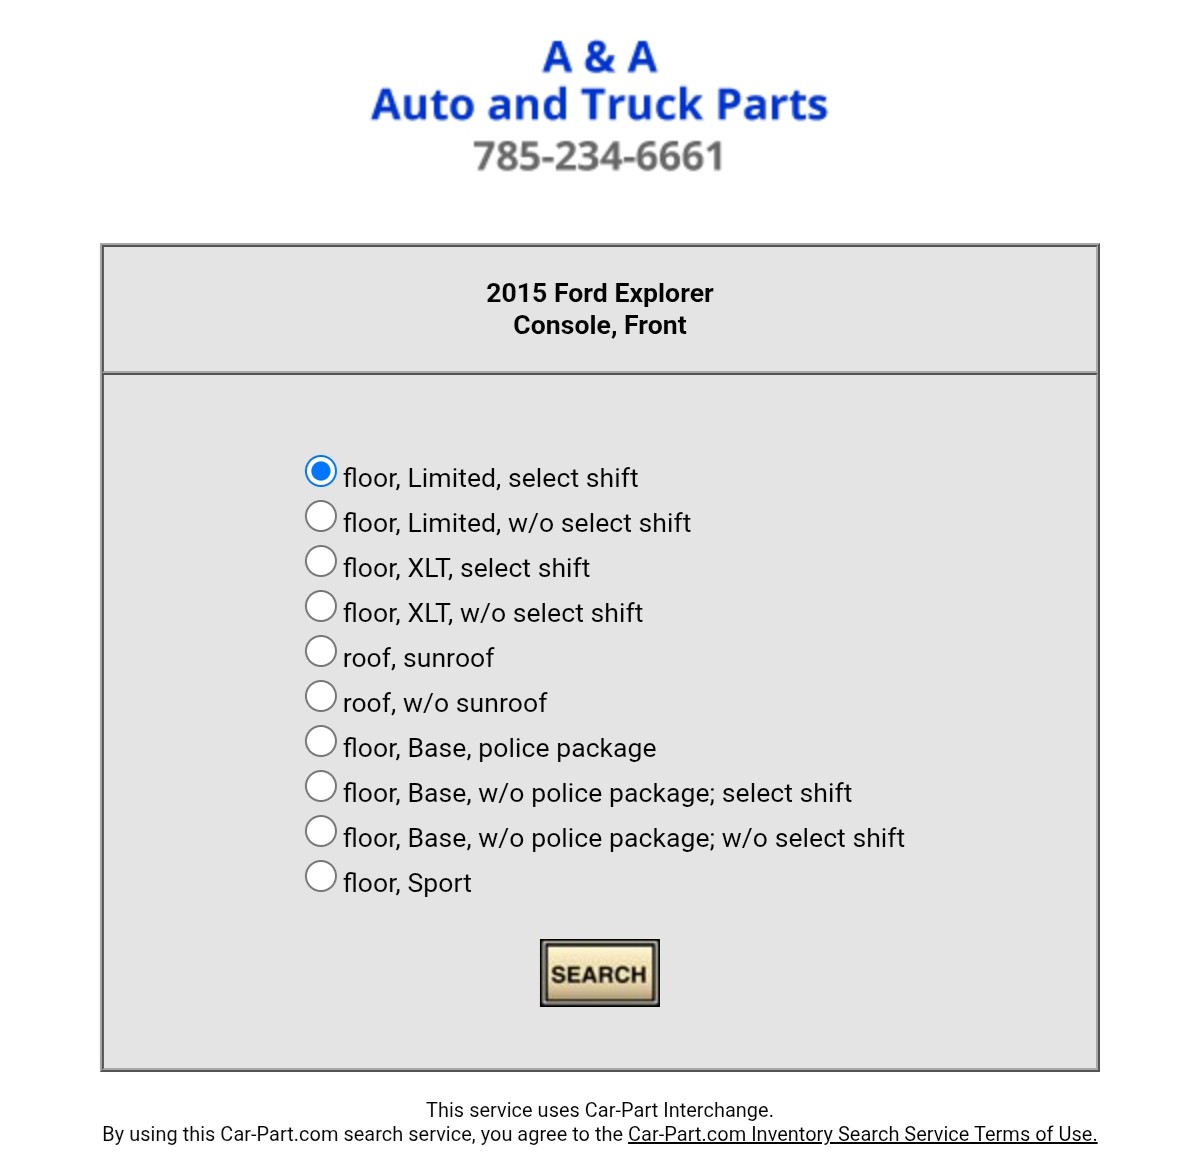 A & A
Auto and Truck Parts
785-234-6661
2015 Ford Explorer
Console, Front
floor, Limited, select shift
floor, Limited, w/o select shift
floor, XLT, select shift
floor, XLT, w/o select shift
roof, sunroof
roof, w/o sunroof
floor, Base, police package
floor, Base, w/o police package; select shift
floor, Base, w/o police package; w/o select shift
floor, Sport
SEARCH
This service uses Car-Part Interchange.
By using this Car-Part.com search service, you agree to the Car-Part.com Inventory Search Service Terms of Use.